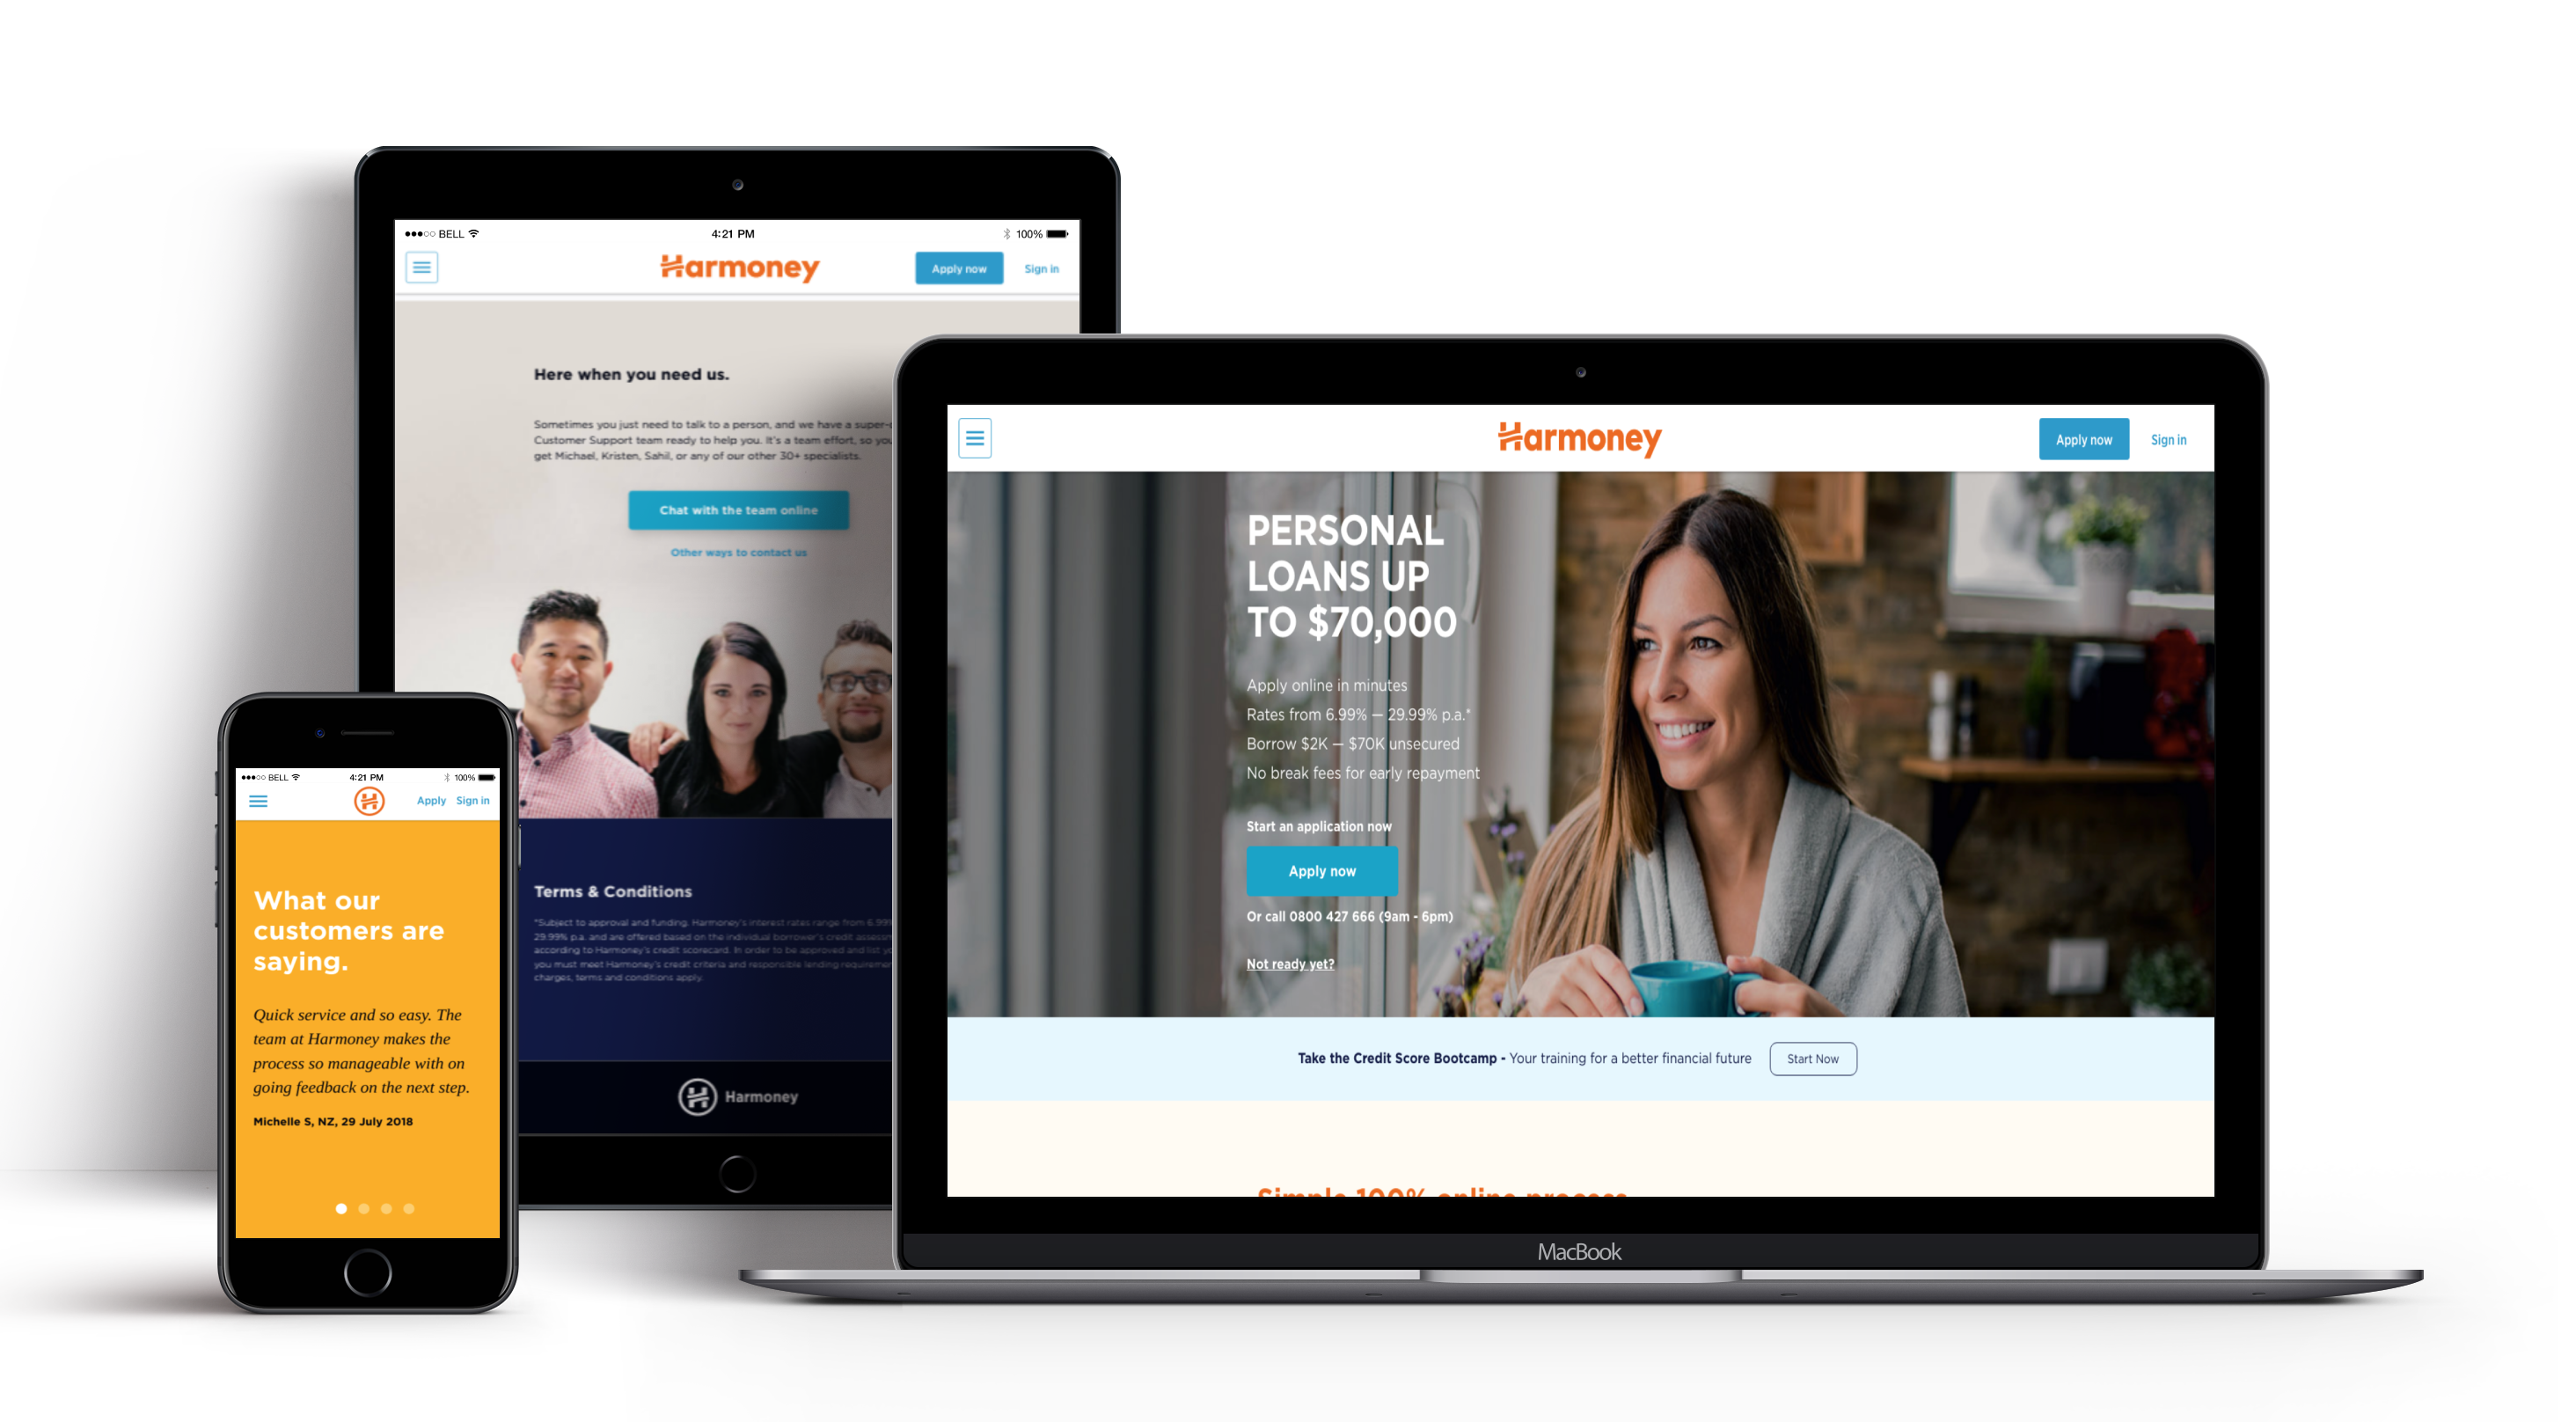 BELL
4:21 PM
100%
Harmoney
Apply now
Sign in
Here when you need us.
Sometimes you just need to talk to a person, and we have a super-
Customer Support team ready to help you. It's a team effort, so you
get Michael, Kristen, Sahil, or any of our other 30+ specialists.
Chat with the team online
Other ways to contact us
Terms & Conditions
*Subject to approval and funding. Harmoney's interest rates range from 6.99%
29.99% p.a. and are offered based on the individual borrower's credit
according to Harmoney's credit scorecard. In order to be approved and list
you must meet Harmoney's credit criteria and responsible lending
charges, terms and conditions apply.
Harmoney
BELL
4:21 PM
100%
Apply
Sign in
What our
customers are
saying.
Quick service and so easy. The
team at Harmoney makes the
process so manageable with on
going feedback on the next step.
Michelle S, NZ, 29 July 2018
Harmoney
Apply now
Sign in
PERSONAL
LOANS UP
TO $70,000
Apply online in minutes
Rates from 6.99% — 29.99% p.a.*
Borrow $2K — $70K unsecured
No break fees for early repayment
Start an application now
Apply now
Or call 0800 427 666 (9am - 6pm)
Not ready yet?
Take the Credit Score Bootcamp - Your training for a better financial future
Start Now
Simple 100% online process
MacBook